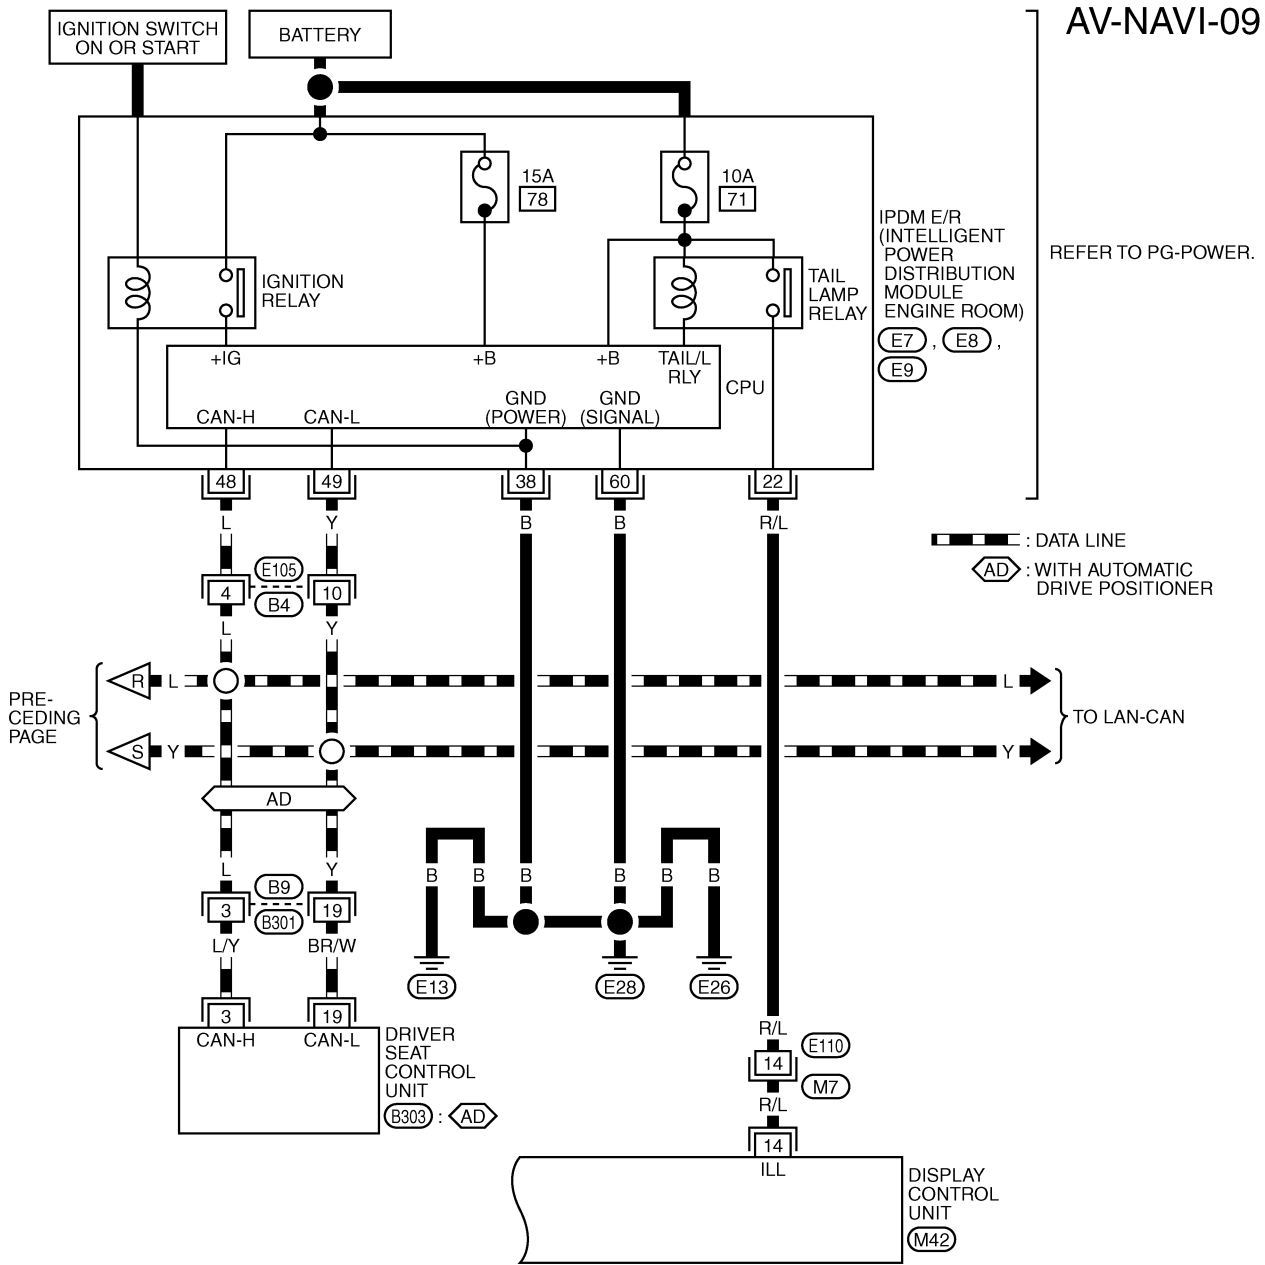 AV-NAVI-09
IGNITION SWITCH
ON OR START
BATTERY
15A
78
10A
71
IPDM E/R
(INTELLIGENT
POWER
DISTRIBUTION
MODULE
ENGINE ROOM)
E7 , E8 ,
E9
REFER TO PG-POWER.
IGNITION
RELAY
TAIL
LAMP
RELAY
+IG
+B
+B
TAIL/L
RLY
CPU
CAN-H
CAN-L
GND
(POWER)
GND
(SIGNAL)
48
49
38
60
22
L
Y
B
B
R/L
: DATA LINE
AD : WITH AUTOMATIC
DRIVE POSITIONER
E105
4
10
B4
L
Y
PRE-
CEDING
PAGE
R L
L
S Y
Y
TO LAN-CAN
AD
L
Y
B
B
B
B
B
B
B9
3
19
B301
L/Y
BR/W
E13
E28
E26
3
19
CAN-H
CAN-L
DRIVER
SEAT
CONTROL
UNIT
B303 : AD
R/L
E110
14
M7
R/L
14
ILL
DISPLAY
CONTROL
UNIT
M42